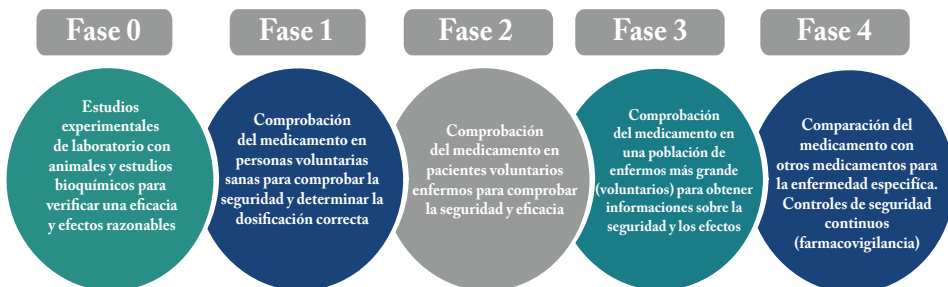 Fase 0
Estudios
experimentales
de laboratorio con
animales y estudios
bioquímicos para
verificar una eficacia
y efectos razonables
Fase 1
Comprobación
del medicamento en
personas voluntarias
sanas para comprobar la
seguridad y determinar la
dosificación correcta
Fase 2
Comprobación
del medicamento en
pacientes voluntarios
enfermos para comprobar
la seguridad y eficacia
Fase 3
Comprobación
del medicamento en
una población de
enfermos más grande
(voluntarios) para obtener
informaciones sobre la
seguridad y los efectos
Fase 4
Comparación del
medicamento con
otros medicamentos para
la enfermedad especifíca.
Controles de seguridad
continuos
(farmacovigilancia)